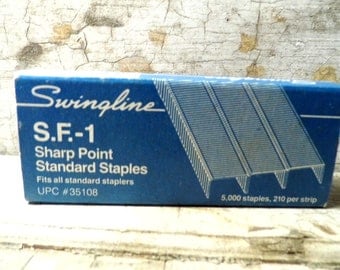 Swingline
S.F.-1
Sharp Point
Standard Staples
Fits all standard staplers
UPC #35108
5,000 staples, 210 per strip